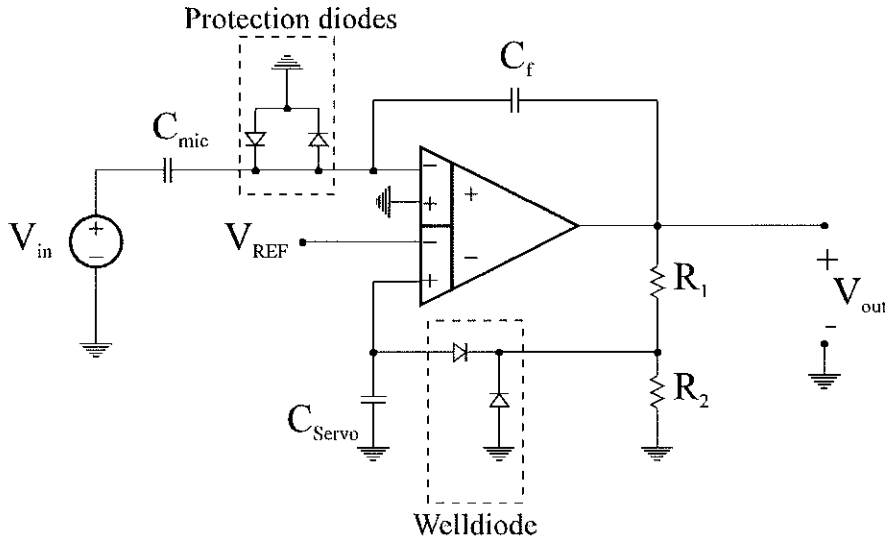 Protection diodes
C_f
C_mic
V_in
+
−
−
+
−
+
+
−
V_REF
R_1
+
V_out
-
R_2
C_Servo
Welldiode